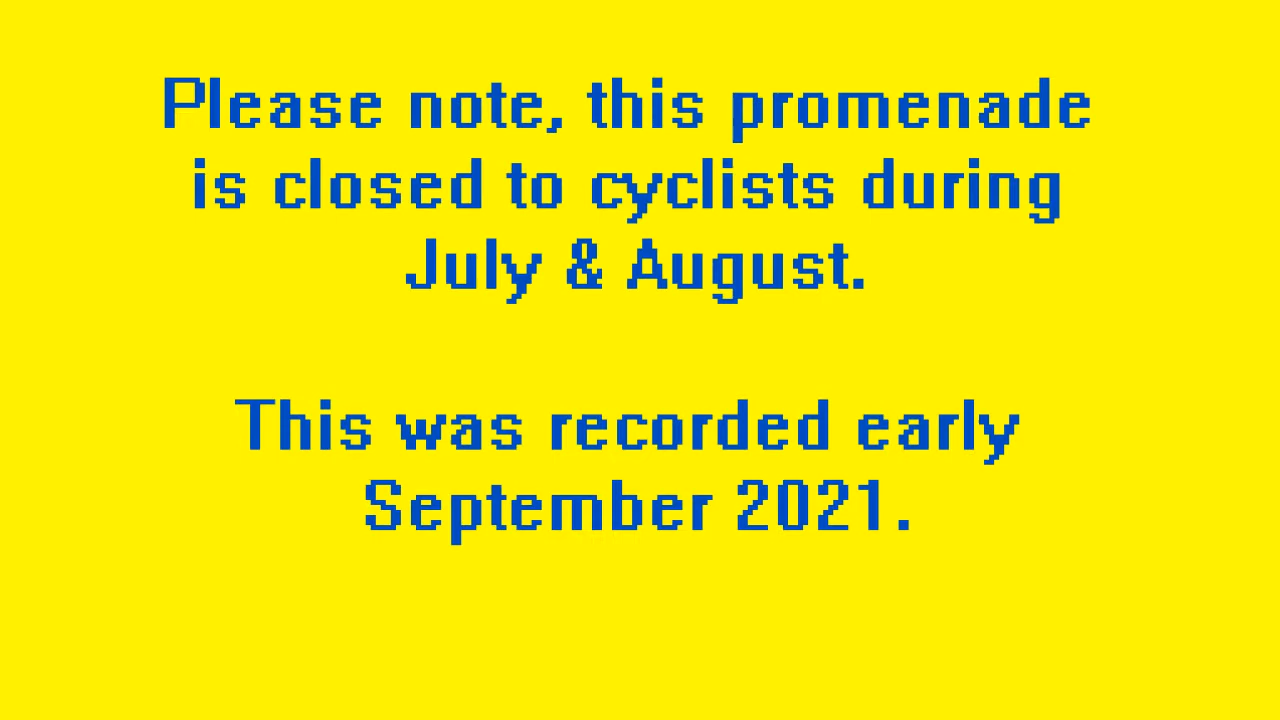 Please note, this promenade
is closed to cyclists during
July & August.
This was recorded early
September 2021.